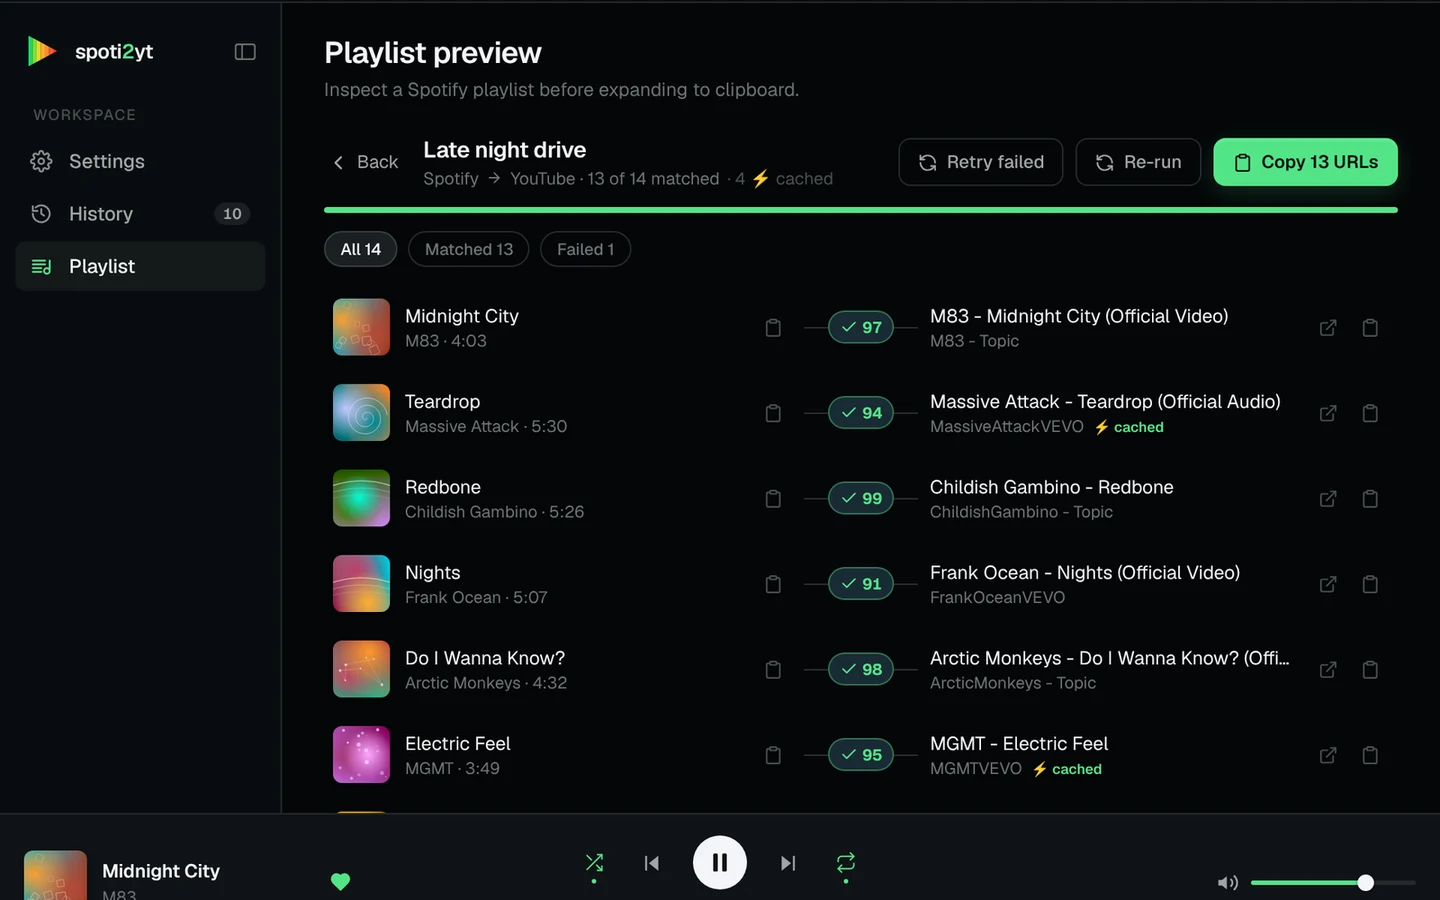 spoti2yt
WORKSPACE
Settings
History 10
Playlist
Playlist preview
Inspect a Spotify playlist before expanding to clipboard.
Back
Late night drive
Spotify → YouTube · 13 of 14 matched · 4 ⚡ cached
Retry failed
Re-run
Copy 13 URLs
All 14
Matched 13
Failed 1
Midnight City
M83 · 4:03
97
M83 - Midnight City (Official Video)
M83 - Topic
Teardrop
Massive Attack · 5:30
94
Massive Attack - Teardrop (Official Audio)
MassiveAttackVEVO ⚡ cached
Redbone
Childish Gambino · 5:26
99
Childish Gambino - Redbone
ChildishGambino - Topic
Nights
Frank Ocean · 5:07
91
Frank Ocean - Nights (Official Video)
FrankOceanVEVO
Do I Wanna Know?
Arctic Monkeys · 4:32
98
Arctic Monkeys - Do I Wanna Know? (Offi...
ArcticMonkeys - Topic
Electric Feel
MGMT · 3:49
95
MGMT - Electric Feel
MGMTVEVO ⚡ cached
Midnight City
M83